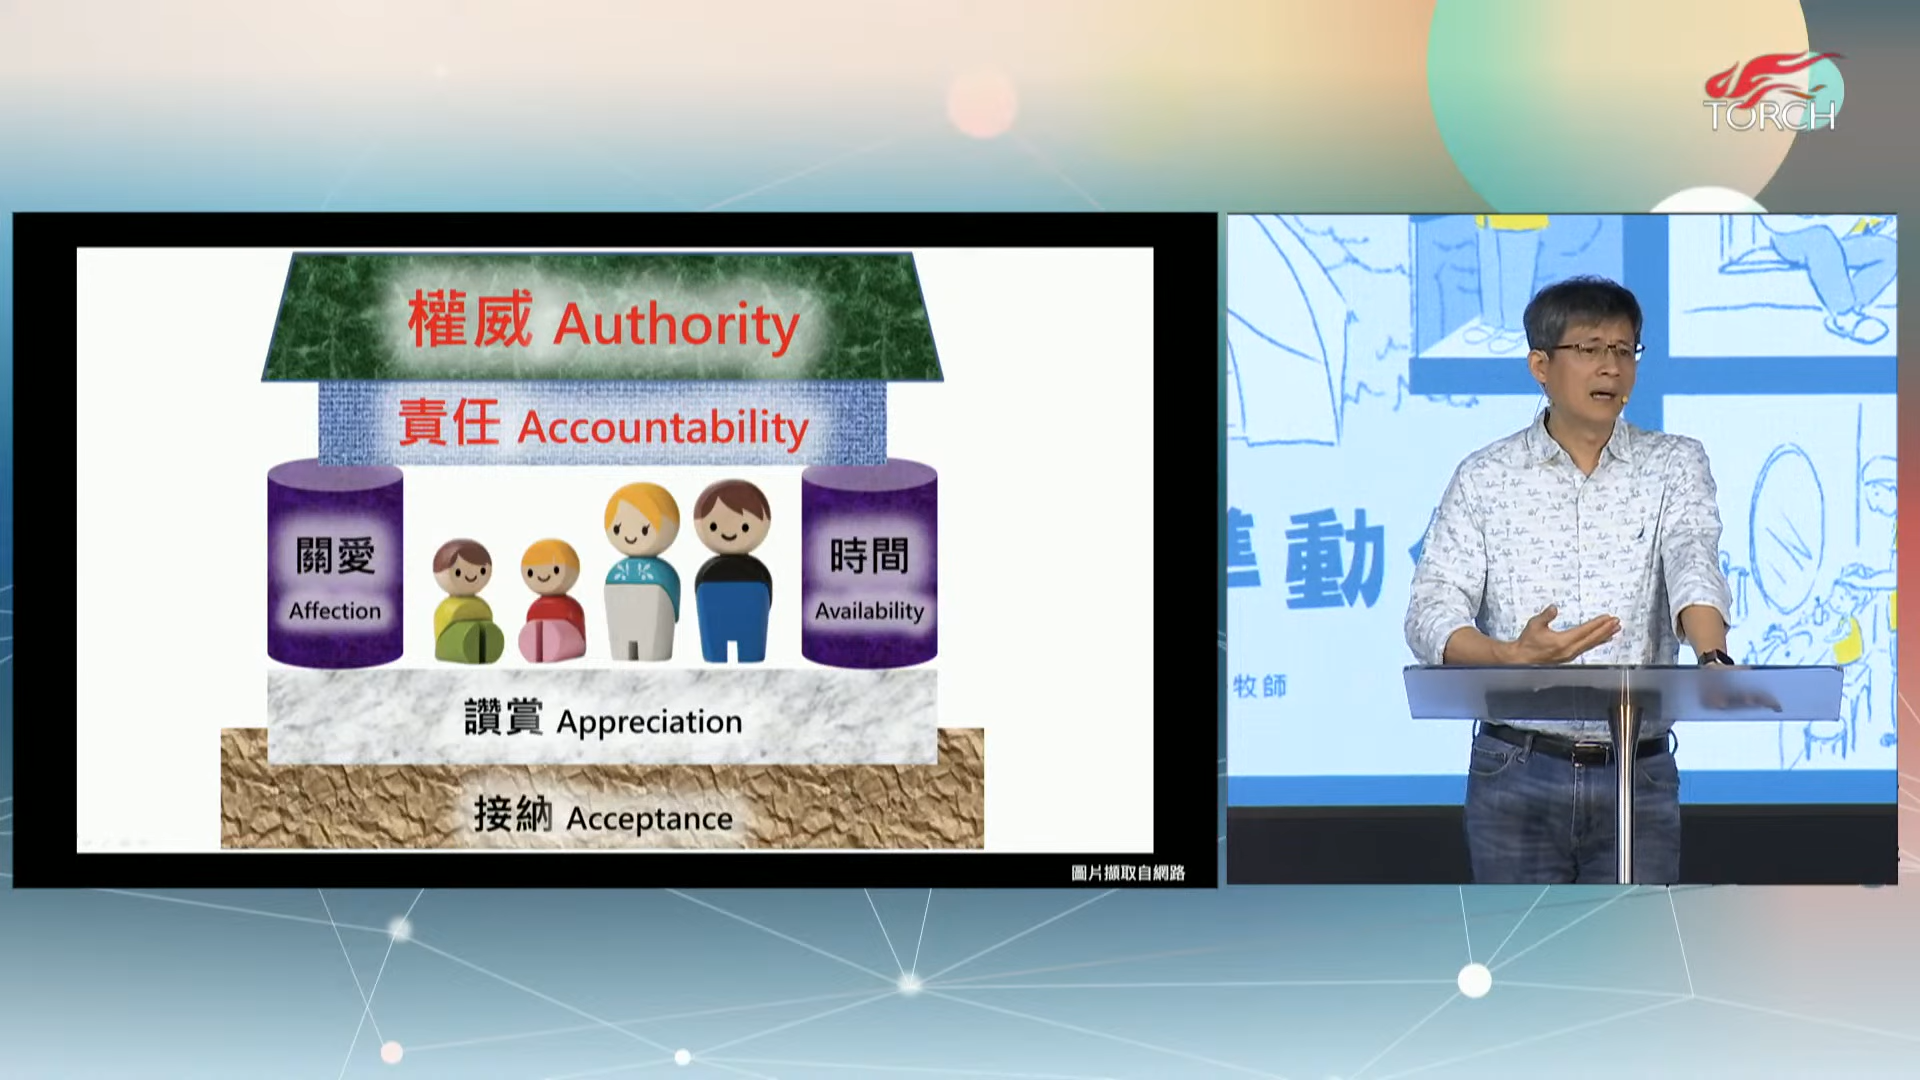 TORCH
權威 Authority
責任 Accountability
關愛
Affection
時間
Availability
讚賞 Appreciation
接納 Acceptance
圖片擷取自網路
準動
牧師